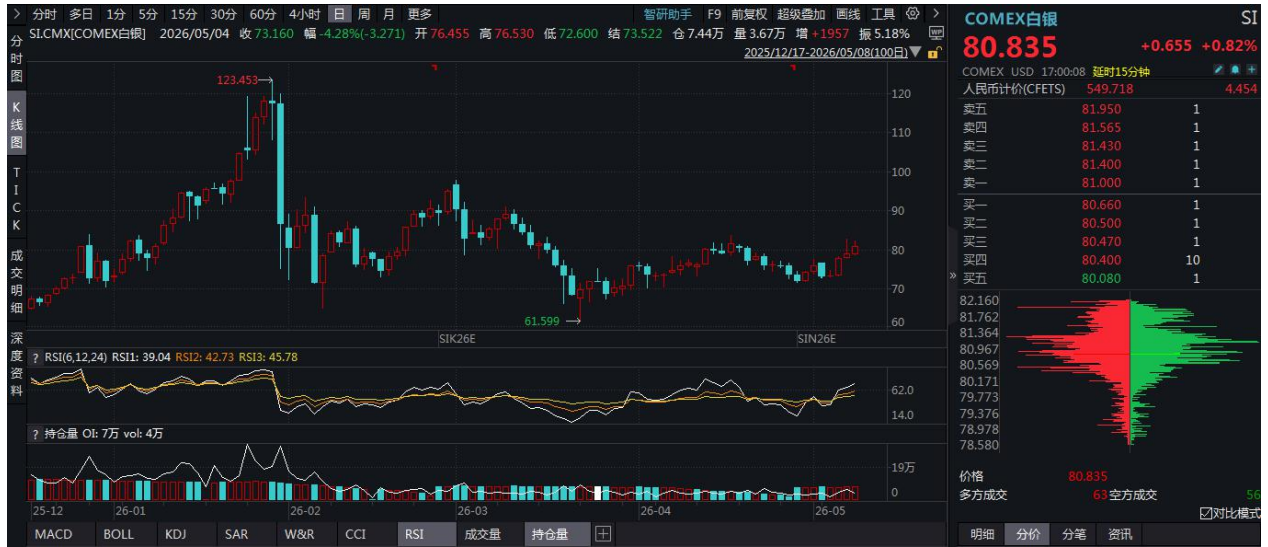 分时 多日 1分 5分 15分 30分 60分 4小时 日 周 月 更多 智研助手 F9 前复权 超级叠加 画线 工具
SI.CMX[COMEX白银] 2026/05/04 收73.160 幅-4.28%(-3.271) 开76.455 高76.530 低72.600 结73.522 仓7.44万 量3.67万 增+1957 振5.18%
2025/12/17-2026/05/08(100日)
分时图
K线图
TICK
成交明细
深度资料
123.453
61.599
120
110
100
90
80
70
60
SIK26E SIN26E
? RSI(6,12,24) RSI1: 39.04 RSI2: 42.73 RSI3: 45.78
62.0
14.0
? 持仓量 OI: 7万 vol: 4万
19万
0
25-12 26-01 26-02 26-03 26-04 26-05
MACD BOLL KDJ SAR W&R CCI RSI 成交量 持仓量
COMEX白银 SI
80.835 +0.655 +0.82%
COMEX USD 17:00:08 延时15分钟
人民币计价(CFETS) 549.718 4.454
卖五 81.950 1
卖四 81.565 1
卖三 81.430 1
卖二 81.400 1
卖一 81.000 1
买一 80.660 1
买二 80.500 1
买三 80.470 1
买四 80.400 10
买五 80.080 1
82.160
81.762
81.364
80.967
80.569
80.171
79.773
79.376
78.978
78.580
价格 80.835
多方成交 63 空方成交 56
对比模式
明细 分价 分笔 资讯